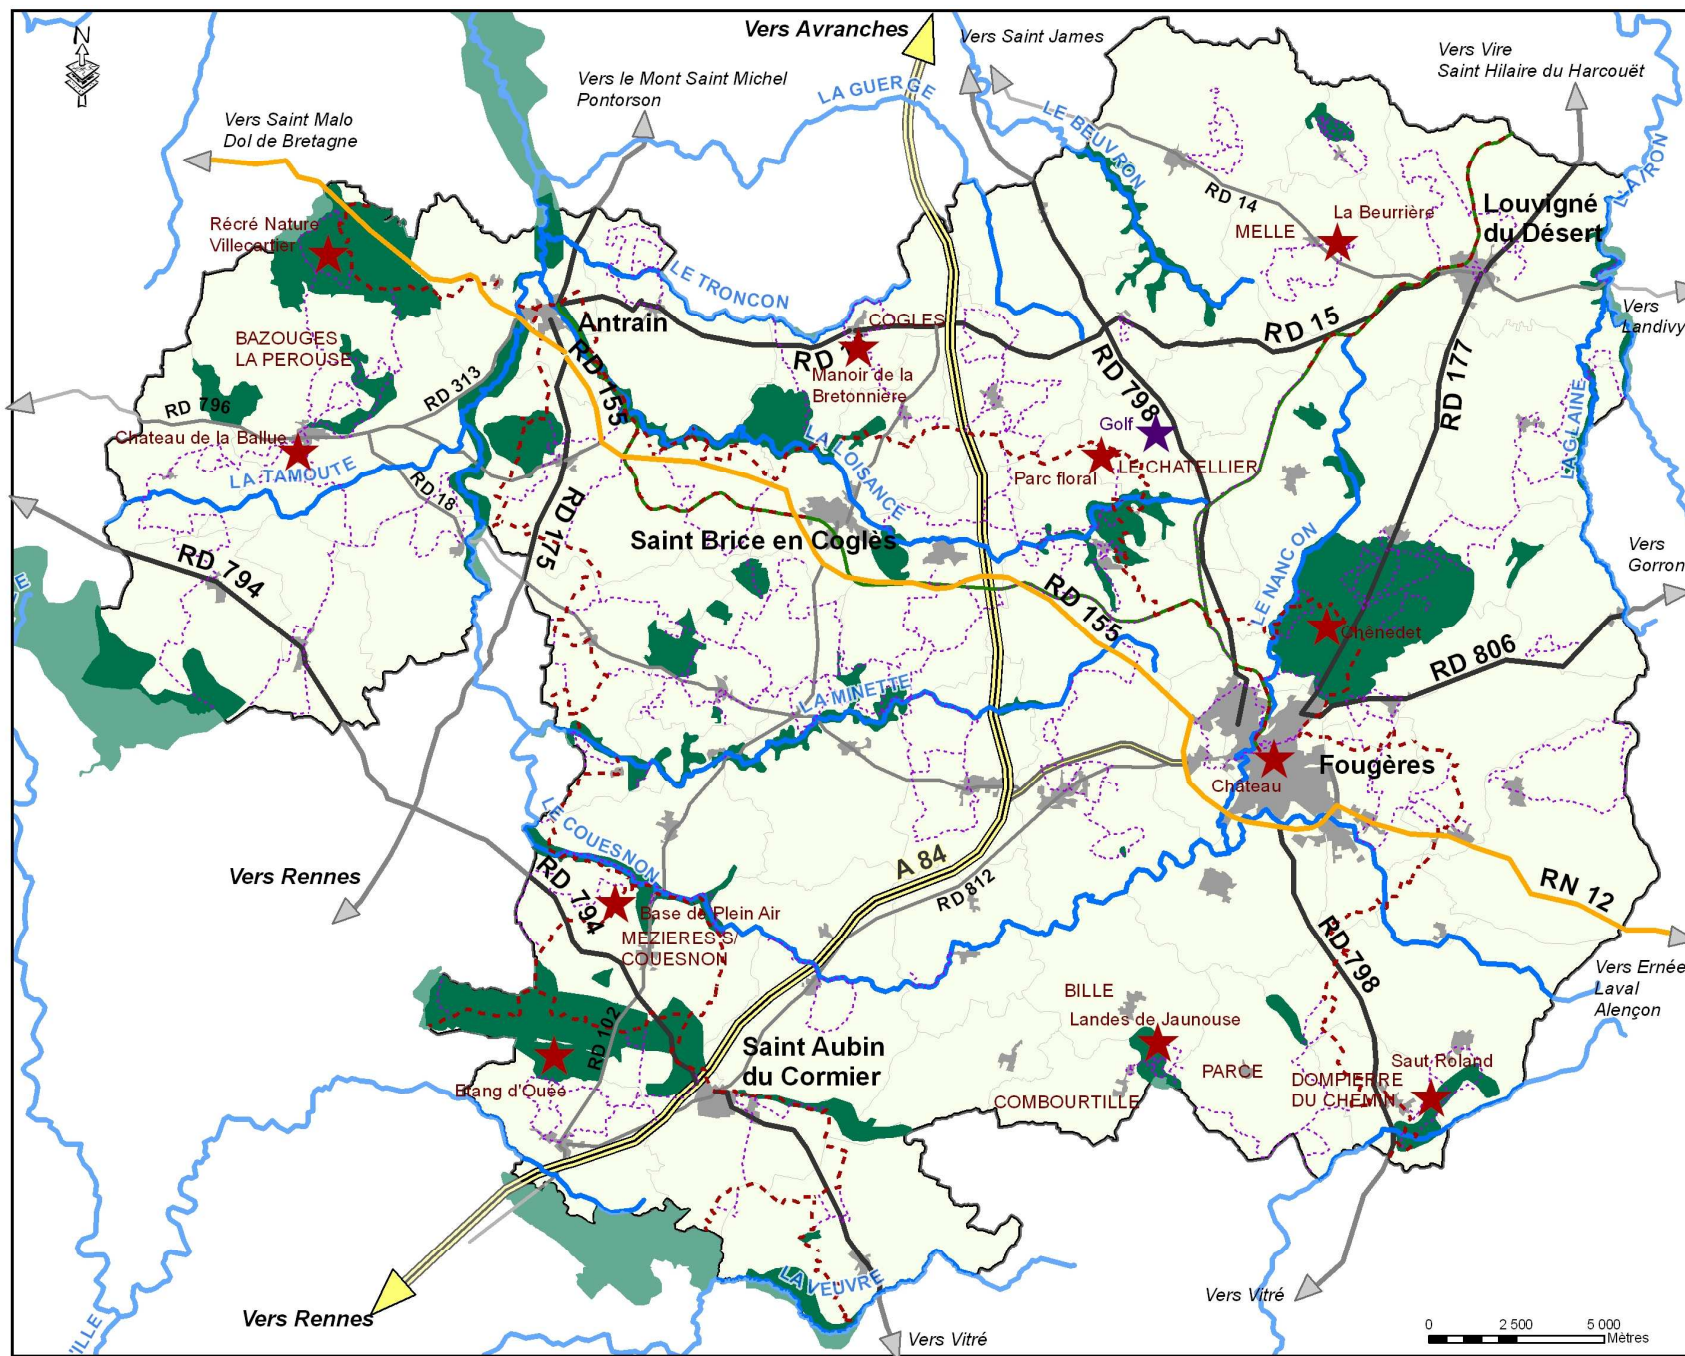 N
Vers Avranches
Vers Saint James
Vers Vire
Saint Hilaire du Harcouët
Vers le Mont Saint Michel
Pontorson
LA GUERGE
LE BEUVRON
Vers Saint Malo
Dol de Bretagne
RD 14
La Beurrière
MELLE
Louvigné
du Désert
Récré Nature
Villecartier
LE TRONCON
COGLES
Antrain
RD 15
Vers
Landivy
BAZOUGES
LA PEROUSE
RD
Manoir de la
Bretonnière
RD 155
RD 798
RD 177
RD 313
RD 796
Golf
Chateau de la Ballue
LA TAMOUTE
RD 18
LA LOISANCE
Parc floral
LE CHATELLIER
LAGLAINE
RD 175
Saint Brice en Coglès
RD 794
LE NANCON
Vers
Gorron
RD 155
Chênedet
RD 806
LA MINETTE
Fougères
Château
LE COUESNON
A 84
RD 812
Vers Rennes
RD 794
RN 12
Base de Plein Air
MEZIERES S/
COUESNON
RD 798
Vers Ernée
Laval
Alençon
BILLE
Landes de Jaunouse
RD 102
Saint Aubin
du Cormier
Etang d'Ouée
PARCE
COMBOURTILLE
Saut Roland
DOMPIERRE
DU CHEMIN
LA VEUVRE
Vers Rennes
Vers Vitré
Vers Vitré
0 2 500 5 000
Mètres